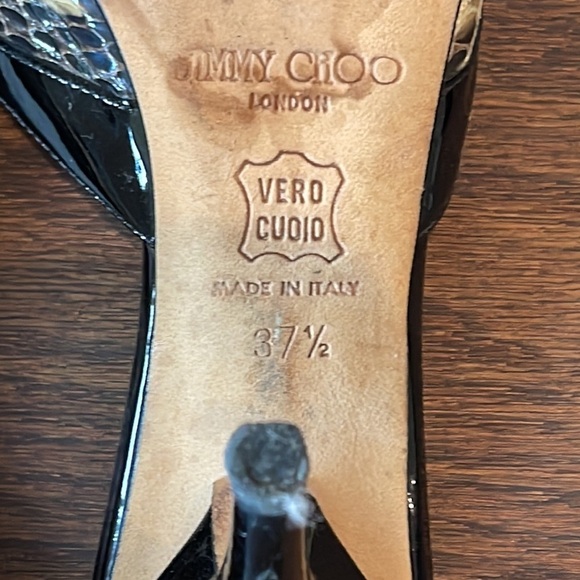 JIMMY CHOO
LONDON
VERO
CUOIO
MADE IN ITALY
37½